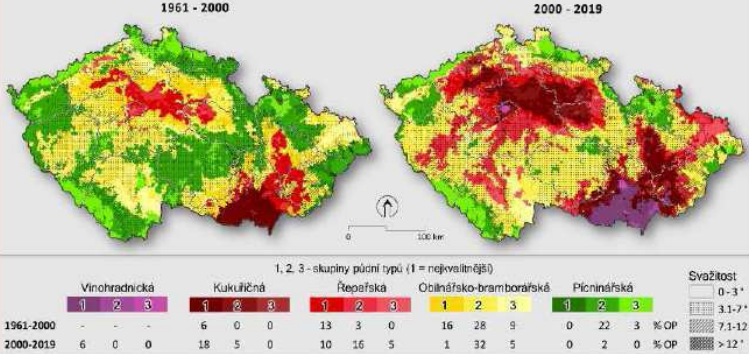 1961 - 2000
2000 - 2019
0 100 km
1, 2, 3 - skupiny půdní typů (1 = nejkvalitnější)
Vinohradnická Kukuřičná Řepařská Obilnářsko-bramborářská Pícninářská
1 2 3 1 2 3 1 2 3 1 2 3 1 2 3
1961-2000 - - - 6 0 0 13 3 0 16 28 9 0 22 3 % OP
2000-2019 6 0 0 18 5 0 10 16 5 1 32 5 0 2 0 % OP
Svažitost
0 - 3 °
3.1-7 °
7.1-12
> 12 °